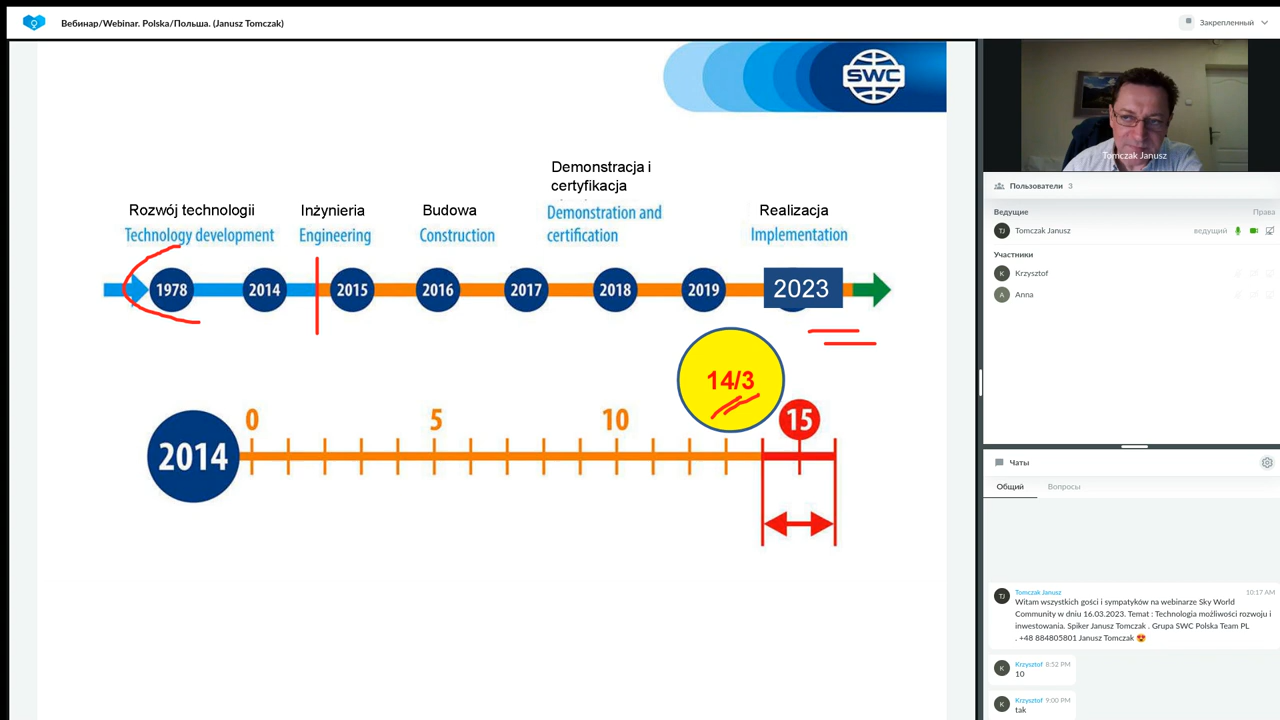 Вебинар/Webinar. Polska/Польша. (Janusz Tomczak)
Закрепленный
SWC
Demonstracja i
certyfikacja
Rozwój technologii
Inżynieria
Budowa
Realizacja
Technology development
Engineering
Construction
Demonstration and
certification
Implementation
1978
2014
2015
2016
2017
2018
2019
2023
14/3
0
5
10
15
2014
Tomczak Janusz
Пользователи 3
Ведущие
Права
TJ
Tomczak Janusz
ведущий
Участники
K
Krzysztof
A
Anna
Чаты
Общий
Вопросы
TJ
Tomczak Janusz
10:17 AM
Witam wszystkich gości i sympatyków na webinarze Sky World
Community w dniu 16.03.2023. Temat : Technologia możliwości rozwoju i
inwestowania. Spiker Janusz Tomczak . Grupa SWC Polska Team PL
. +48 884805801 Janusz Tomczak 😍
K
Krzysztof 8:52 PM
10
K
Krzysztof 9:00 PM
tak